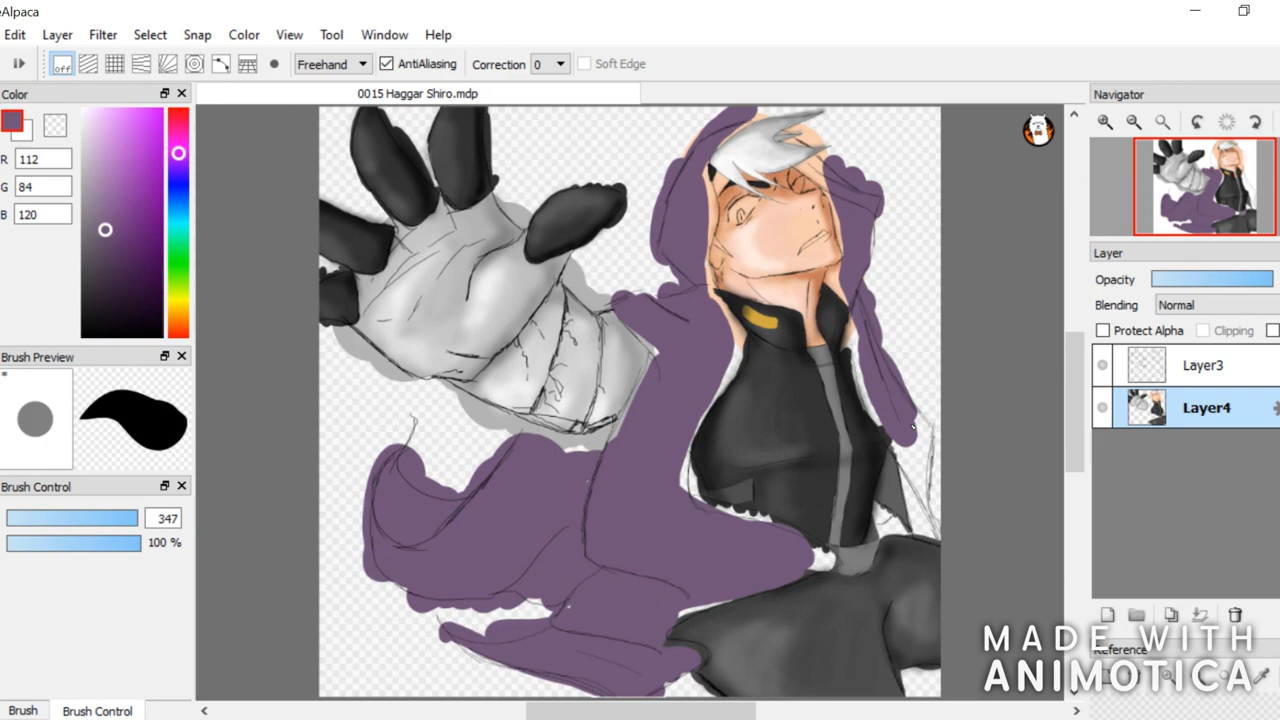 eAlpaca
Edit Layer Filter Select Snap Color View Tool Window Help
off Freehand AntiAliasing Correction 0 Soft Edge
Color
0015 Haggar Shiro.mdp
Navigator
R 112
G 84
B 120
Layer
Opacity
Blending Normal
Protect Alpha Clipping
Brush Preview
*
Layer3
Layer4
Brush Control
347
100 %
Reference
MADE WITH
ANIMOTICA
Brush Brush Control